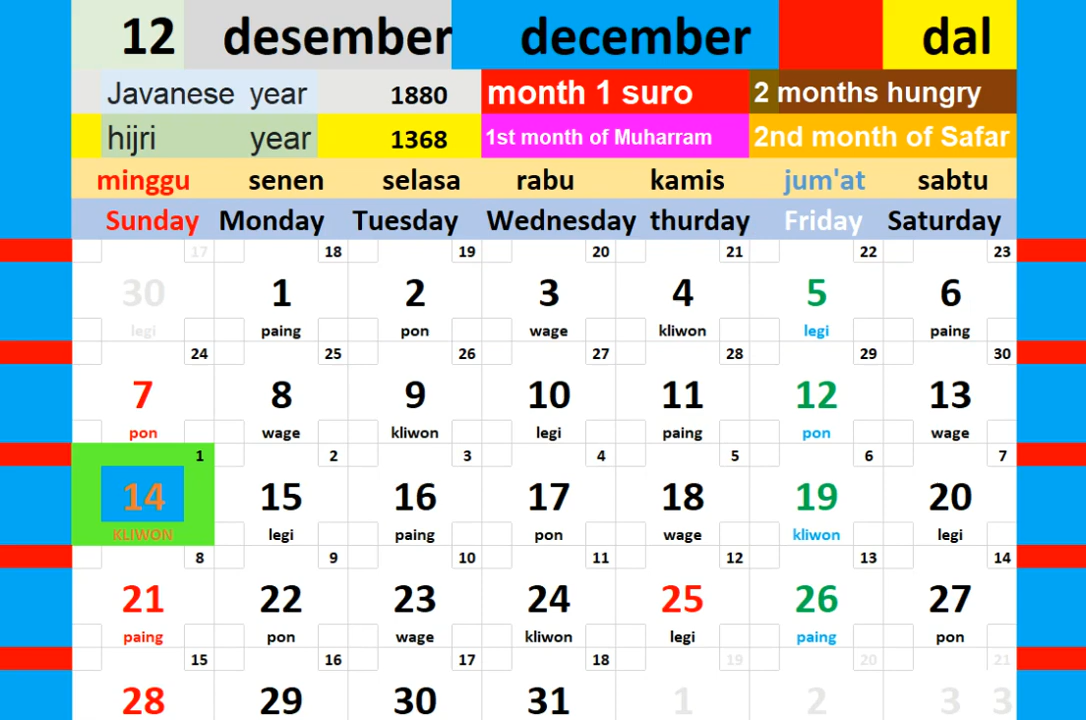 12 desember december dal
Javanese year 1880 month 1 suro 2 months hungry
hijri year 1368 1st month of Muharram 2nd month of Safar
minggu senen selasa rabu kamis jum'at sabtu
Sunday Monday Tuesday Wednesday thurday Friday Saturday
17 18 19 20 21 22 23
30 1 2 3 4 5 6
legi paing pon wage kliwon legi paing
24 25 26 27 28 29 30
7 8 9 10 11 12 13
pon wage kliwon legi paing pon wage
1 2 3 4 5 6 7
14 15 16 17 18 19 20
KLIWON legi paing pon wage kliwon legi
8 9 10 11 12 13 14
21 22 23 24 25 26 27
paing pon wage kliwon legi paing pon
15 16 17 18 19 20 21
28 29 30 31 1 2 3 3